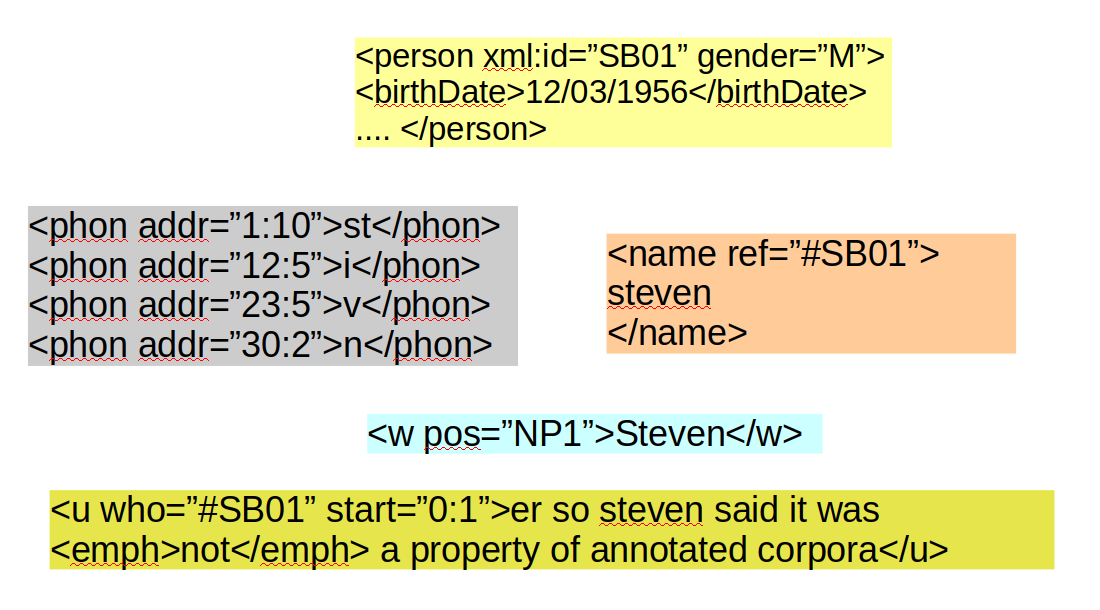 <person xml:id=”SB01” gender=”M”>
<birthDate>12/03/1956</birthDate>
.... </person>
<phon addr=”1:10”>st</phon>
<phon addr=”12:5”>i</phon>
<phon addr=”23:5”>v</phon>
<phon addr=”30:2”>n</phon>
<name ref=”#SB01”>
steven
</name>
<w pos=”NP1”>Steven</w>
<u who=”#SB01” start=”0:1”>er so steven said it was
<emph>not</emph> a property of annotated corpora</u>